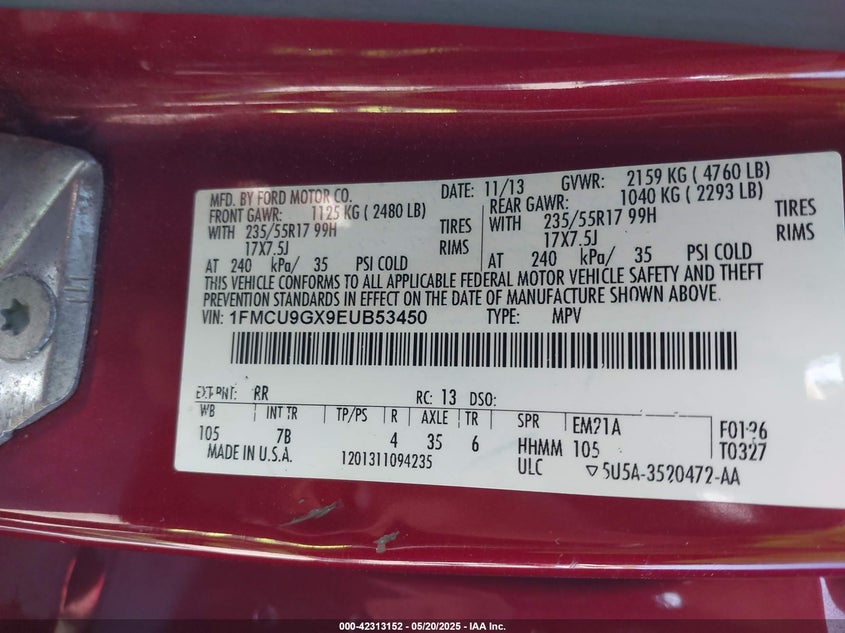 MFD. BY FORD MOTOR CO. DATE: 11/13 GVWR: 2159 KG ( 4760 LB)
FRONT GAWR: 1125 KG ( 2480 LB) REAR GAWR: 1040 KG ( 2293 LB)
WITH 235/55R17 99H TIRES WITH 235/55R17 99H TIRES
17X7.5J RIMS 17X7.5J RIMS
AT 240 kPa/ 35 PSI COLD AT 240 kPa/ 35 PSI COLD
THIS VEHICLE CONFORMS TO ALL APPLICABLE FEDERAL MOTOR VEHICLE SAFETY AND THEFT
PREVENTION STANDARDS IN EFFECT ON THE DATE OF MANUFACTURE SHOWN ABOVE.
VIN: 1FMCU9GX9EUB53450 TYPE: MPV
EXT PNT: RR RC: 13 DSO:
WB INT TR TP/PS R AXLE TR SPR EM21A F0126
105 7B 4 35 6 HHMM 105 T0327
MADE IN U.S.A. 1201311094235 ULC 5U5A-3520472-AA
000-42313152 — 05/20/2025 — IAA Inc.